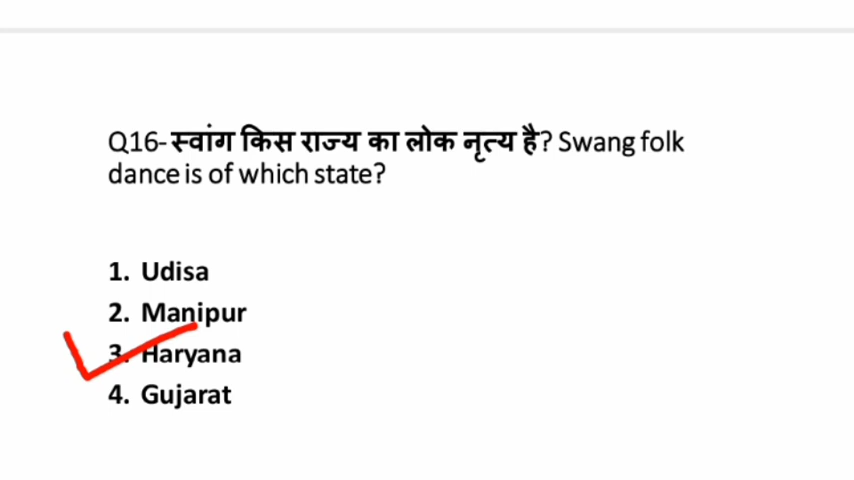 Q16-स्वांग किस राज्य का लोक नृत्य है? Swang folk
dance is of which state?
1. Udisa
2. Manipur
3. Haryana
4. Gujarat